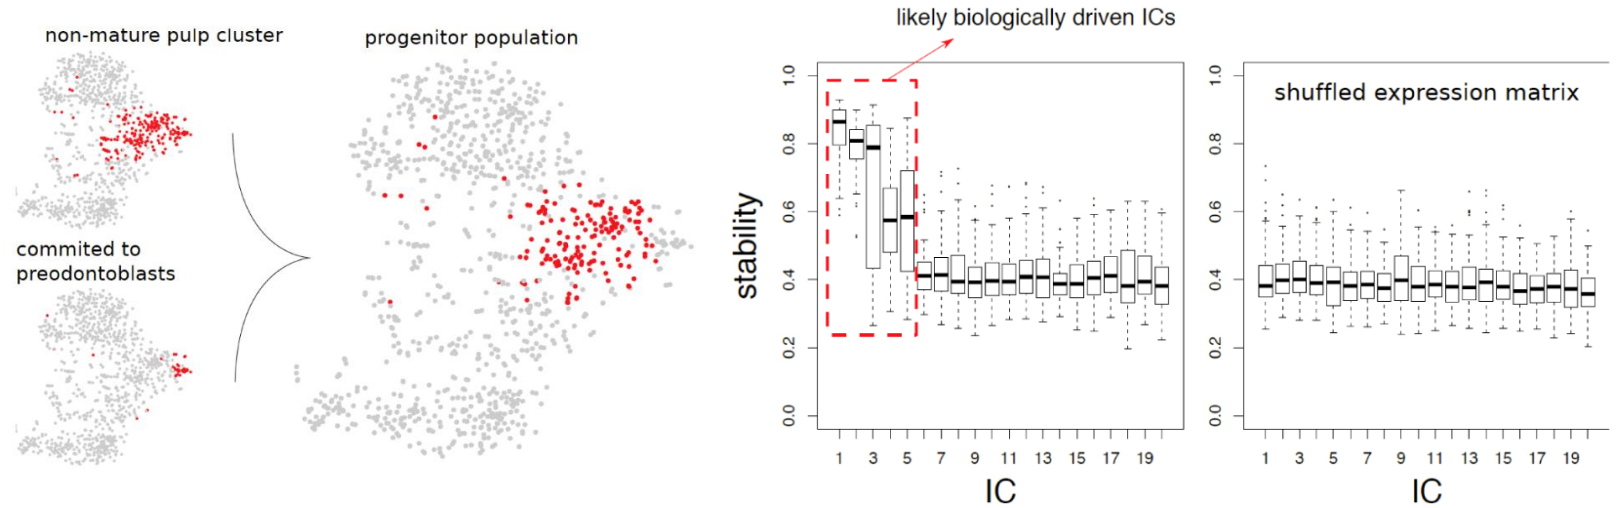 non-mature pulp cluster
progenitor population
commited to
preodontoblasts
likely biologically driven ICs
stability
1.0
0.8
0.6
0.4
0.2
0.0
1 3 5 7 9 11 13 15 17 19
IC
shuffled expression matrix
1.0
0.8
0.6
0.4
0.2
0.0
1 3 5 7 9 11 13 15 17 19
IC